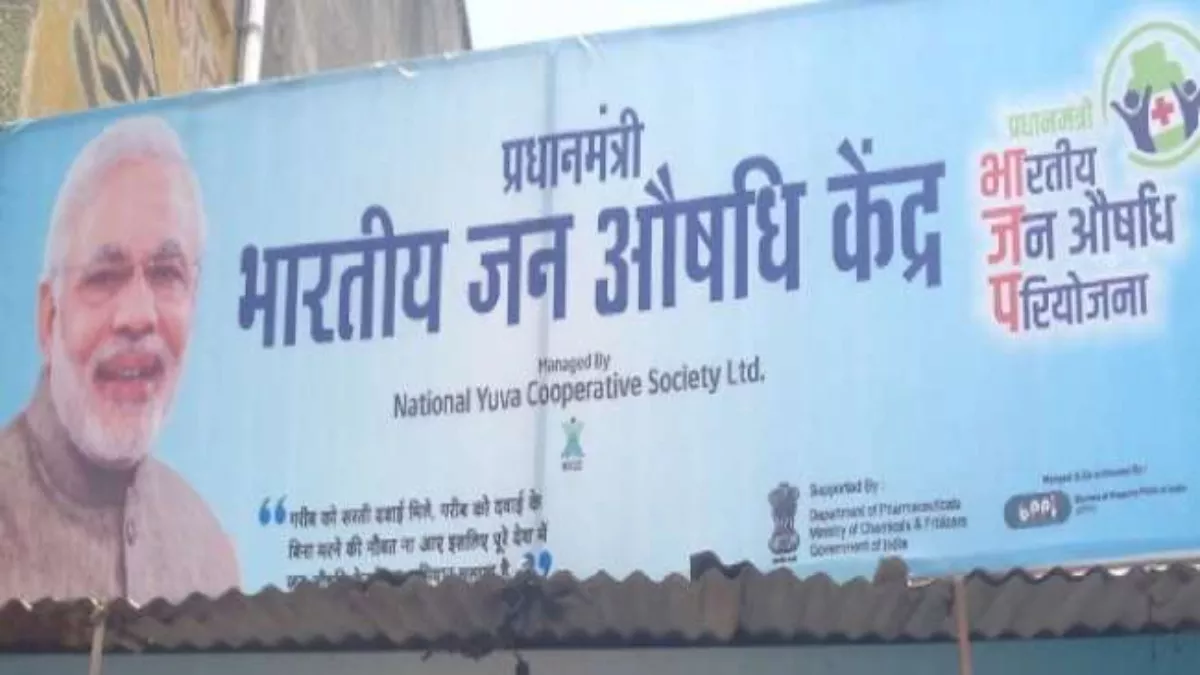 प्रधानमंत्री
भारतीय जन औषधि केंद्र
Managed By
National Yuva Cooperative Society Ltd.
गरीब को सस्ती दवाई मिले, गरीब को दवाई के
बिना मरने की नौबत ना आए इसलिए पूरे देश में
प्रधानमंत्री
भारतीय
जन औषधि
परियोजना
Supported By :
Department of Pharmaceuticals
Ministry of Chemicals & Fertilizers
Government of India
bppi